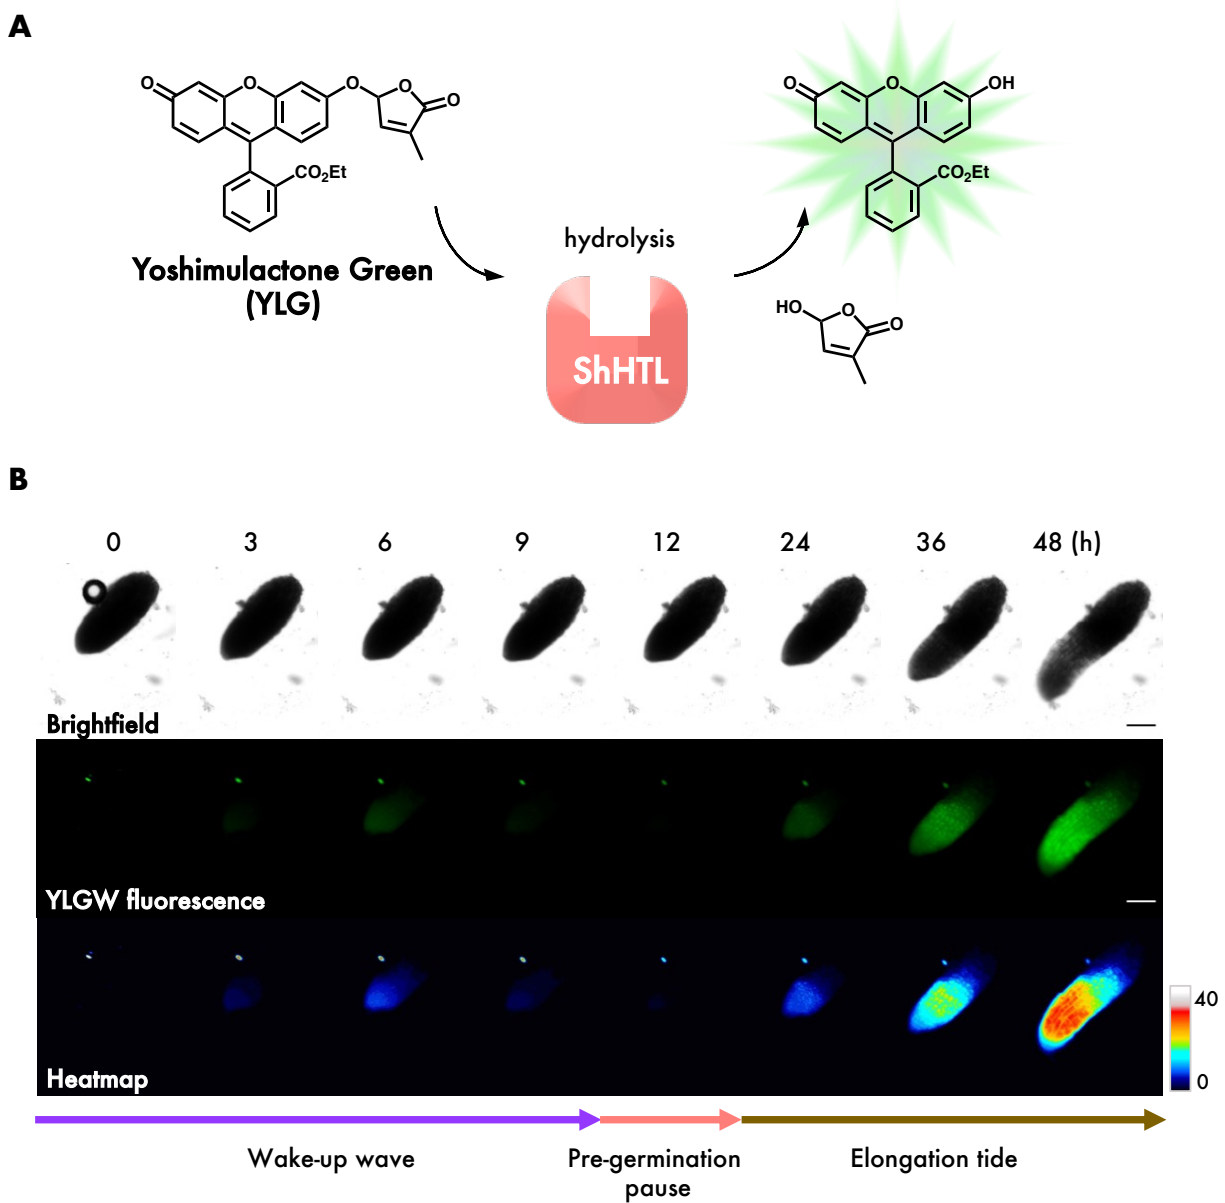 A
O O O O O
CO₂Et
Yoshimulactone Green
(YLG)
hydrolysis
ShHTL
O O OH
CO₂Et
HO O O
B
0 3 6 9 12 24 36 48 (h)
Brightfield
YLGW fluorescence
Heatmap
40
0
Wake-up wave
Pre-germination
pause
Elongation tide